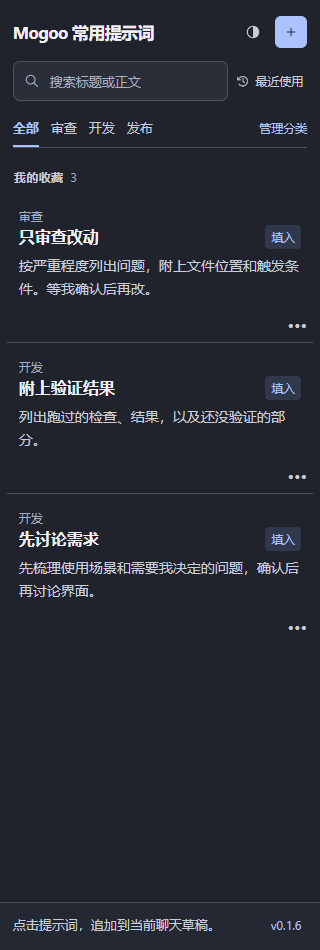 Mogoo 常用提示词
+
搜索标题或正文
最近使用
全部 审查 开发 发布 管理分类
我的收藏 3
审查
只审查改动
填入
按严重程度列出问题，附上文件位置和触发条
件。等我确认后再改。
•••
开发
附上验证结果
填入
列出跑过的检查、结果，以及还没验证的部
分。
•••
开发
先讨论需求
填入
先梳理使用场景和需要我决定的问题，确认后
再讨论界面。
•••
点击提示词，追加到当前聊天草稿。 v0.1.6